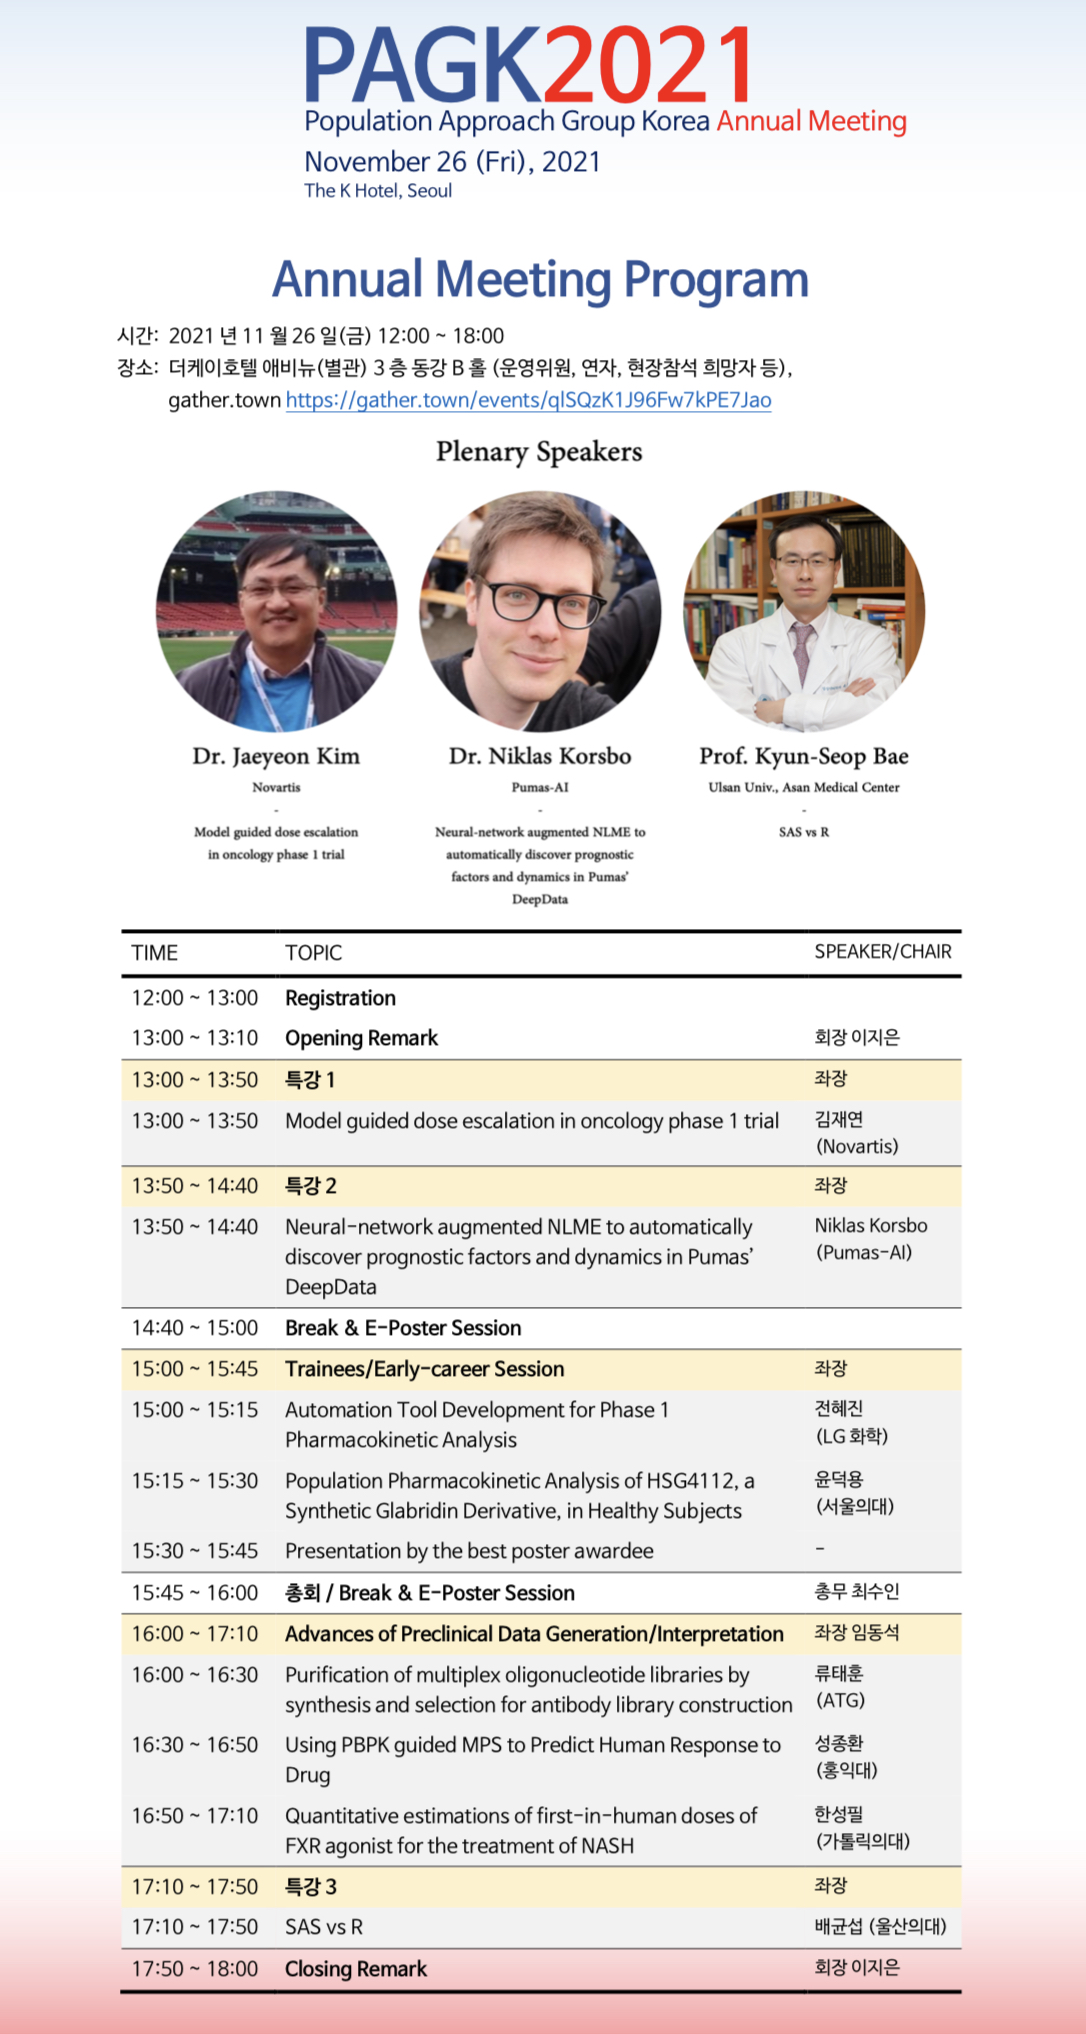 PAGK2021
Population Approach Group Korea Annual Meeting
November 26 (Fri), 2021
The K Hotel, Seoul
Annual Meeting Program
시간: 2021 년 11 월 26 일(금) 12:00 ~ 18:00
장소: 더케이호텔 애비뉴(별관) 3 층 동강 B 홀 (운영위원, 연자, 현장참석 희망자 등),
gather.town https://gather.town/events/qlSQzK1J96Fw7kPE7Jao
Plenary Speakers
Dr. Jaeyeon Kim
Novartis
-
Model guided dose escalation
in oncology phase 1 trial
Dr. Niklas Korsbo
Pumas-AI
-
Neural-network augmented NLME to
automatically discover prognostic
factors and dynamics in Pumas'
DeepData
Prof. Kyun-Seop Bae
Ulsan Univ., Asan Medical Center
-
SAS vs R
TIME TOPIC SPEAKER/CHAIR
12:00 ~ 13:00 Registration
13:00 ~ 13:10 Opening Remark 회장 이지은
13:00 ~ 13:50 특강 1 좌장
13:00 ~ 13:50 Model guided dose escalation in oncology phase 1 trial 김재연
(Novartis)
13:50 ~ 14:40 특강 2 좌장
13:50 ~ 14:40 Neural-network augmented NLME to automatically Niklas Korsbo
discover prognostic factors and dynamics in Pumas' (Pumas-AI)
DeepData
14:40 ~ 15:00 Break & E-Poster Session
15:00 ~ 15:45 Trainees/Early-career Session 좌장
15:00 ~ 15:15 Automation Tool Development for Phase 1 전혜진
Pharmacokinetic Analysis (LG 화학)
15:15 ~ 15:30 Population Pharmacokinetic Analysis of HSG4112, a 윤덕용
Synthetic Glabridin Derivative, in Healthy Subjects (서울의대)
15:30 ~ 15:45 Presentation by the best poster awardee -
15:45 ~ 16:00 총회 / Break & E-Poster Session 총무 최수인
16:00 ~ 17:10 Advances of Preclinical Data Generation/Interpretation 좌장 임동석
16:00 ~ 16:30 Purification of multiplex oligonucleotide libraries by 류태훈
synthesis and selection for antibody library construction (ATG)
16:30 ~ 16:50 Using PBPK guided MPS to Predict Human Response to 성종환
Drug (홍익대)
16:50 ~ 17:10 Quantitative estimations of first-in-human doses of 한성필
FXR agonist for the treatment of NASH (가톨릭의대)
17:10 ~ 17:50 특강 3 좌장
17:10 ~ 17:50 SAS vs R 배균섭 (울산의대)
17:50 ~ 18:00 Closing Remark 회장 이지은